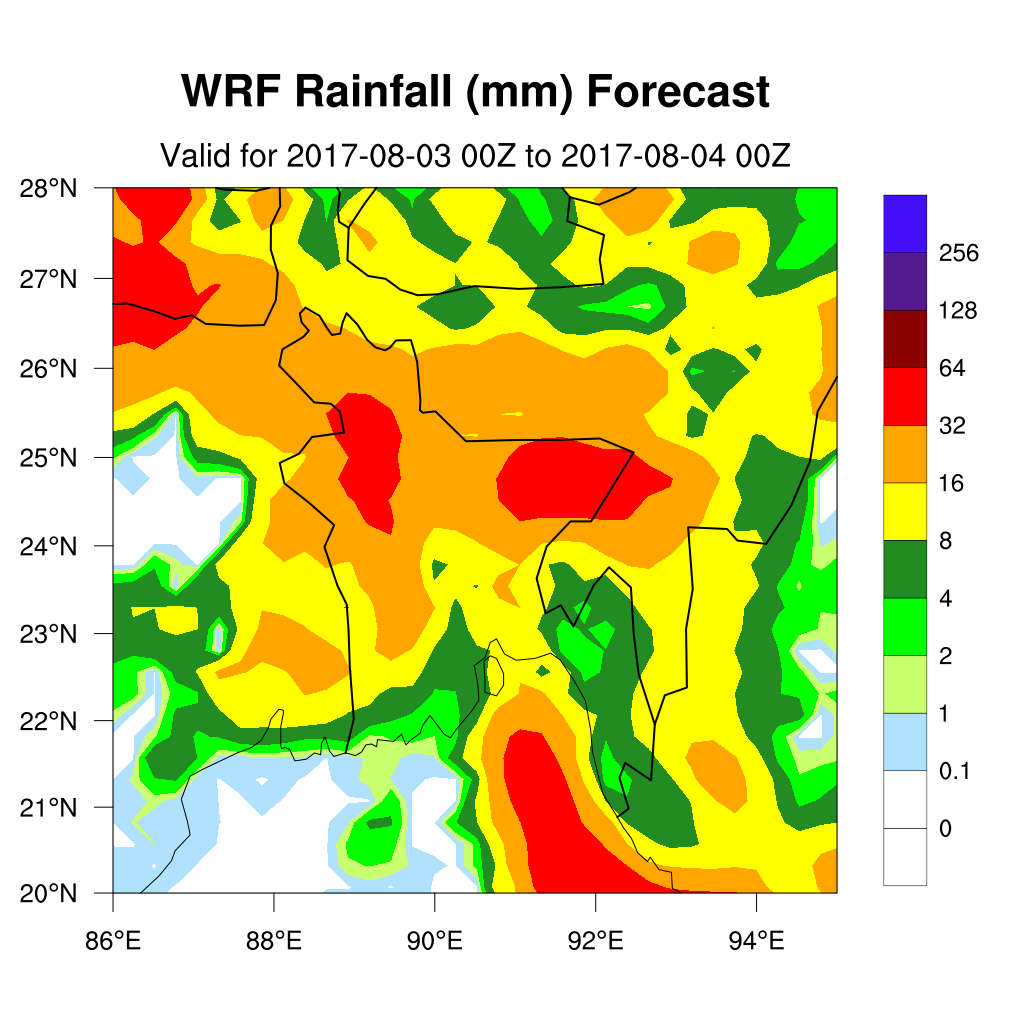 WRF Rainfall (mm) Forecast
Valid for 2017-08-03 00Z to 2017-08-04 00Z
28°N
27°N
26°N
25°N
24°N
23°N
22°N
21°N
20°N
86°E 88°E 90°E 92°E 94°E
256
128
64
32
16
8
4
2
1
0.1
0